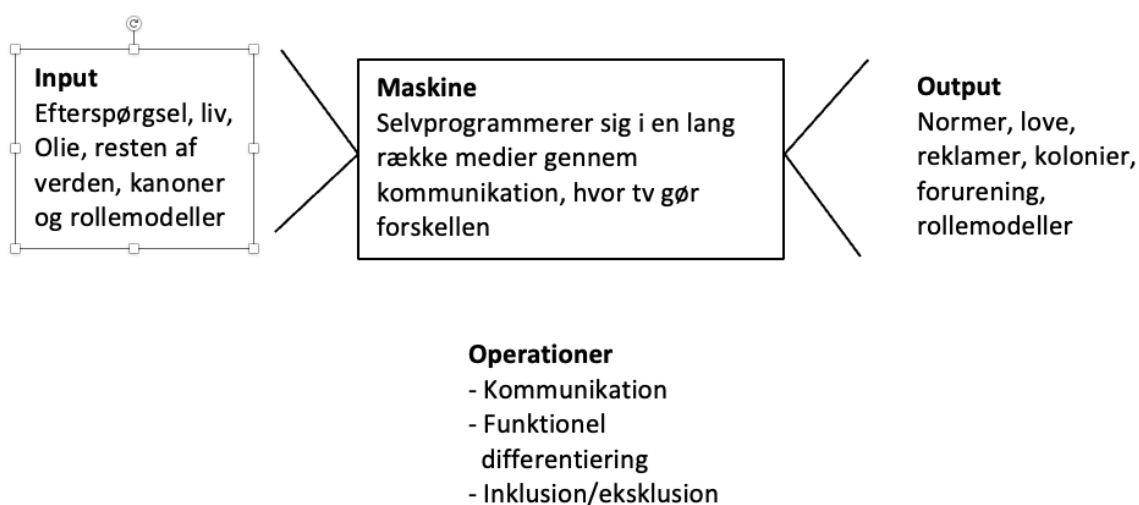 Input
Efterspørgsel, liv,
Olie, resten af
verden, kanoner
og rollemodeller
Maskine
Selvprogrammerer sig i en lang
række medier gennem
kommunikation, hvor tv gør
forskellen
Output
Normer, love,
reklamer, kolonier,
forurening,
rollemodeller
Operationer
- Kommunikation
- Funktionel
differentiering
- Inklusion/eksklusion